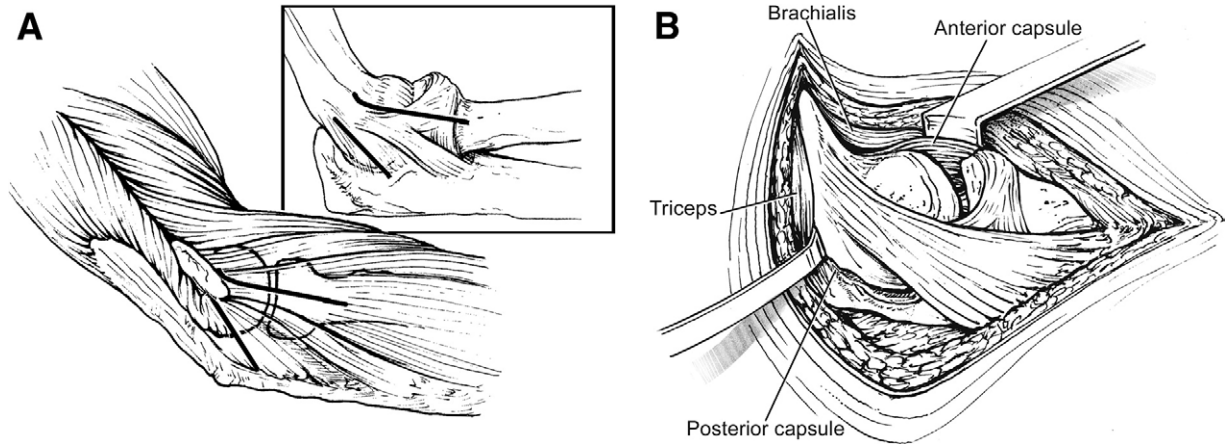 A
B
Brachialis
Anterior capsule
Triceps
Posterior capsule